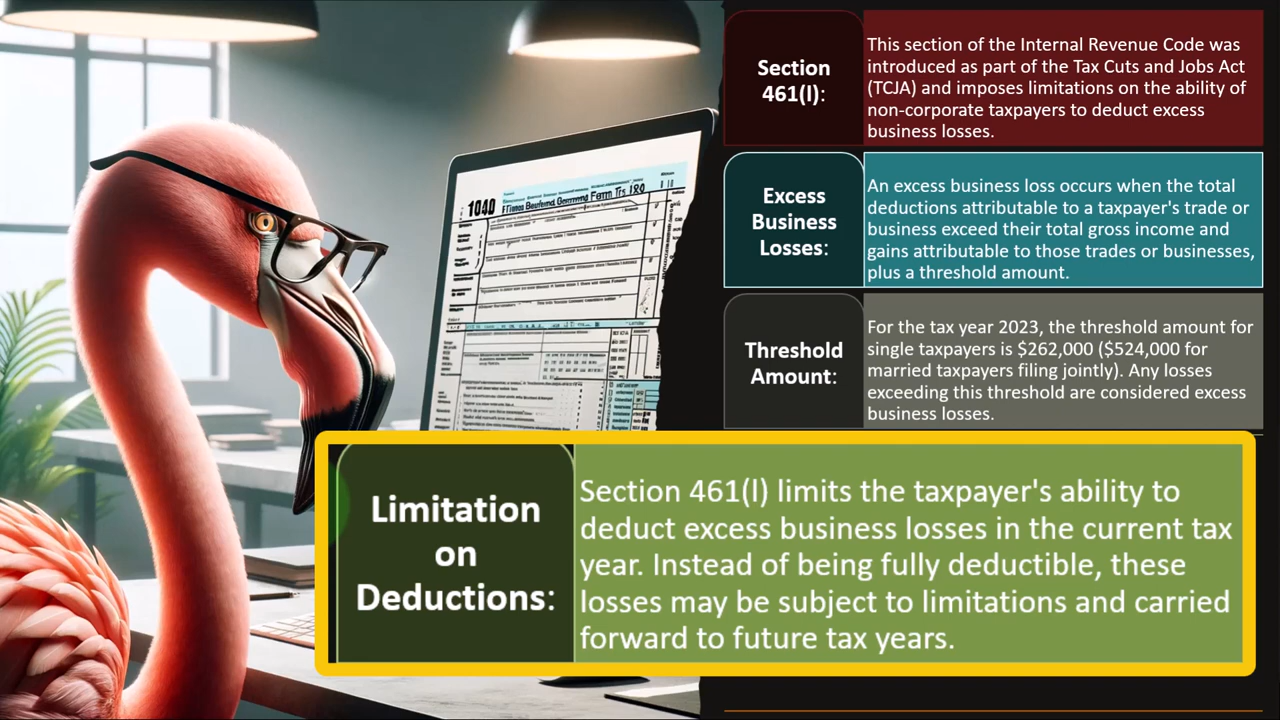 Section
461(l):
This section of the Internal Revenue Code was
introduced as part of the Tax Cuts and Jobs Act
(TCJA) and imposes limitations on the ability of
non-corporate taxpayers to deduct excess
business losses.
Excess
Business
Losses:
An excess business loss occurs when the total
deductions attributable to a taxpayer's trade or
business exceed their total gross income and
gains attributable to those trades or businesses,
plus a threshold amount.
Threshold
Amount:
For the tax year 2023, the threshold amount for
single taxpayers is $262,000 ($524,000 for
married taxpayers filing jointly). Any losses
exceeding this threshold are considered excess
business losses.
Limitation
on
Deductions:
Section 461(l) limits the taxpayer's ability to
deduct excess business losses in the current tax
year. Instead of being fully deductible, these
losses may be subject to limitations and carried
forward to future tax years.
1040